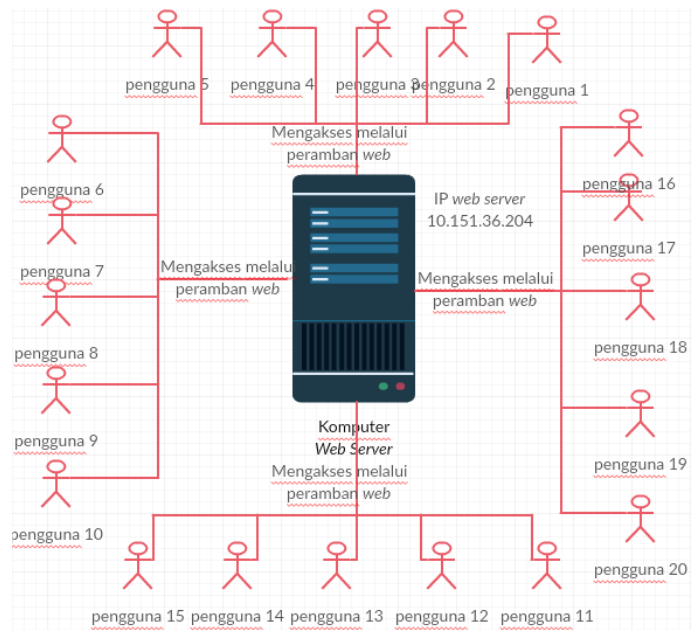 pengguna 5
pengguna 4
pengguna 3
pengguna 2
pengguna 1
Mengakses melalui
peramban web
pengguna 6
pengguna 7
pengguna 8
pengguna 9
pengguna 10
Mengakses melalui
peramban web
IP web server
10.151.36.204
Mengakses melalui
peramban web
pengguna 16
pengguna 17
pengguna 18
pengguna 19
pengguna 20
Komputer
Web Server
Mengakses melalui
peramban web
pengguna 15
pengguna 14
pengguna 13
pengguna 12
pengguna 11